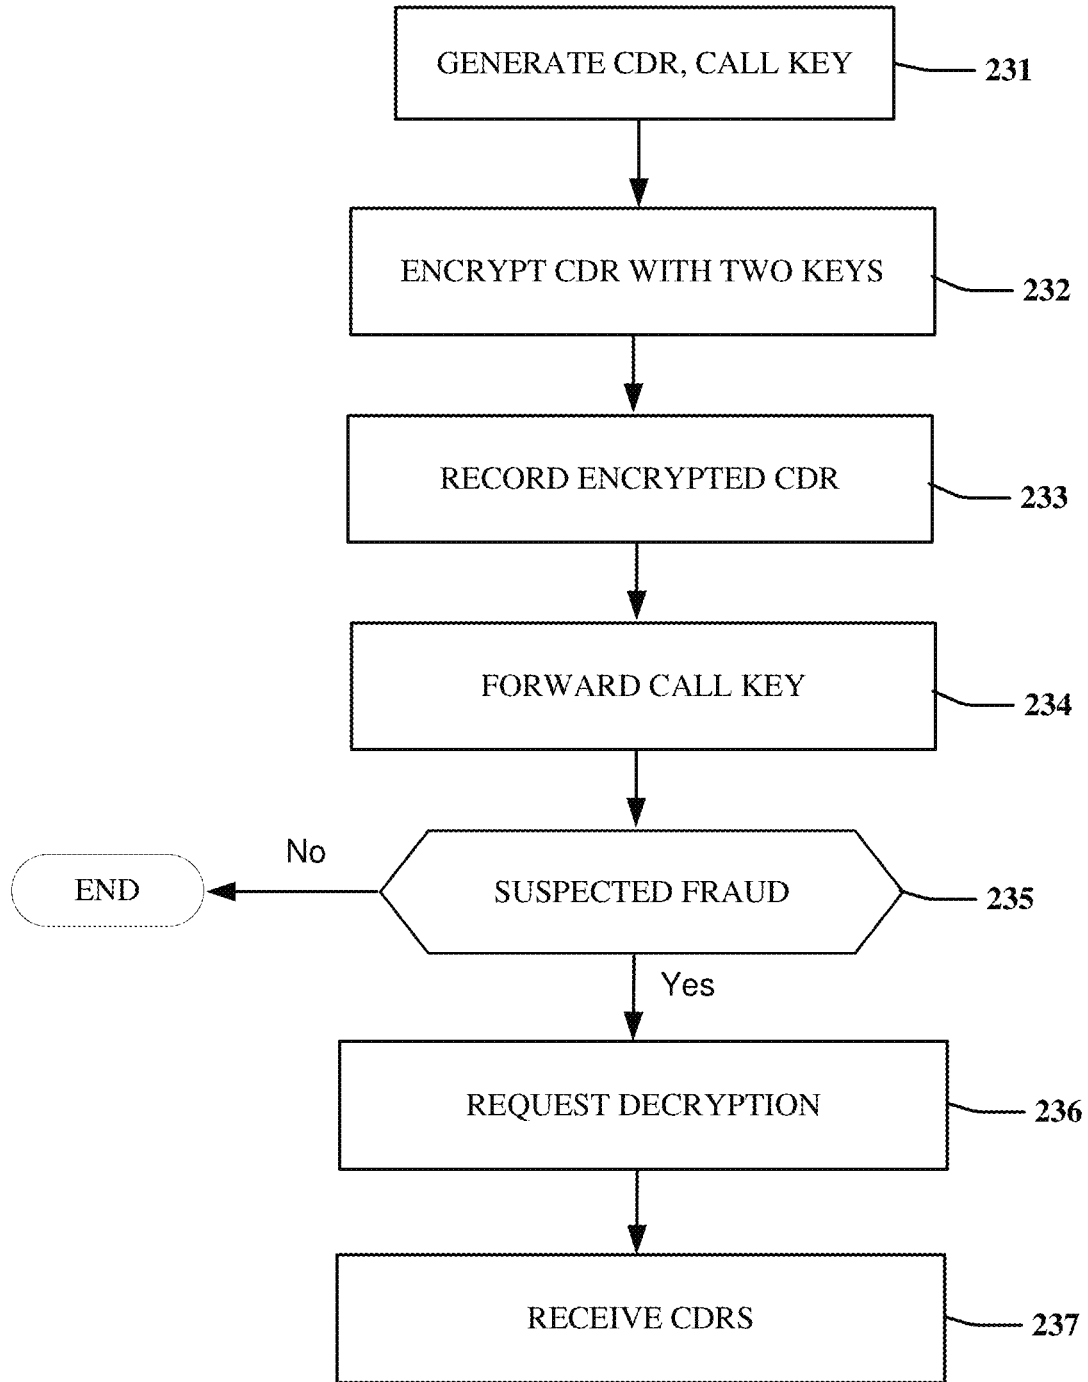 GENERATE CDR, CALL KEY
231
ENCRYPT CDR WITH TWO KEYS
232
RECORD ENCRYPTED CDR
233
FORWARD CALL KEY
234
No
END
SUSPECTED FRAUD
235
Yes
REQUEST DECRYPTION
236
RECEIVE CDRS
237